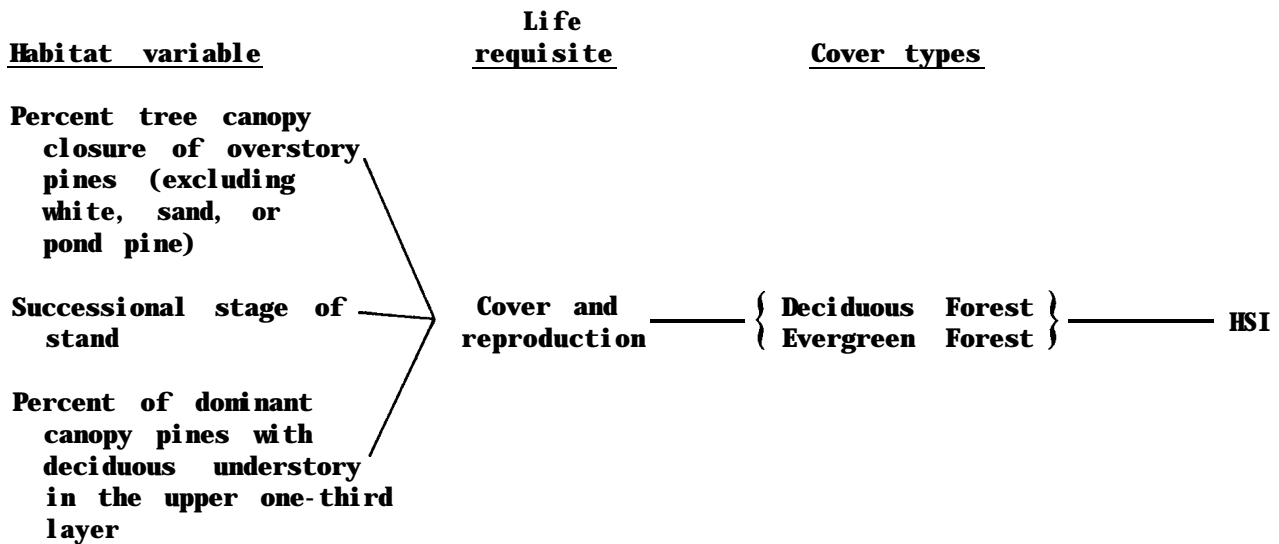 Life
Habitat variable requisite Cover types
Percent tree canopy
closure of overstory
pines (excluding
white, sand, or
pond pine)
Successional stage of
stand
Percent of dominant
canopy pines with
deciduous understory
in the upper one-third
layer
Cover and
reproduction
Deciduous Forest
Evergreen Forest
HSI